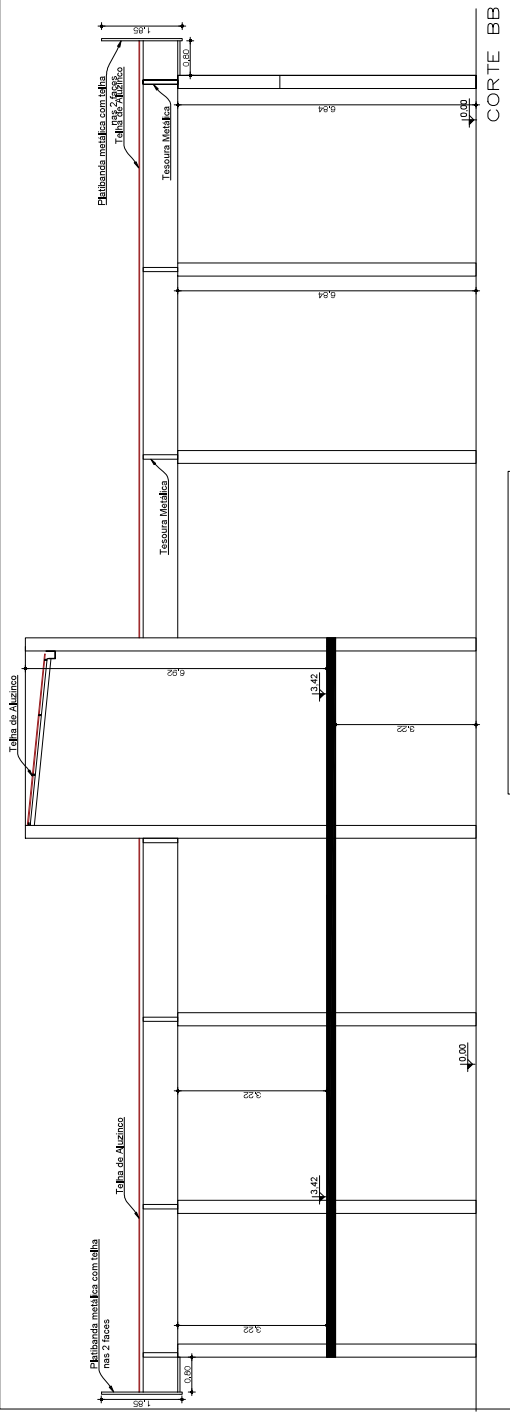 Telha de Aluzinco
Platibanda metálica com telha
nas 2 faces
Telha de Aluzinco
Platibanda metálica com telha
nas 2 faces
Telha de Aluzinco
1,85
0,80
Tesoura Metálica
Tesoura Metálica
1,85
0,80
3,22
3,42
3,22
6,92
3,42
3,22
6,84
6,84
0.00
0.00
CORTE BB